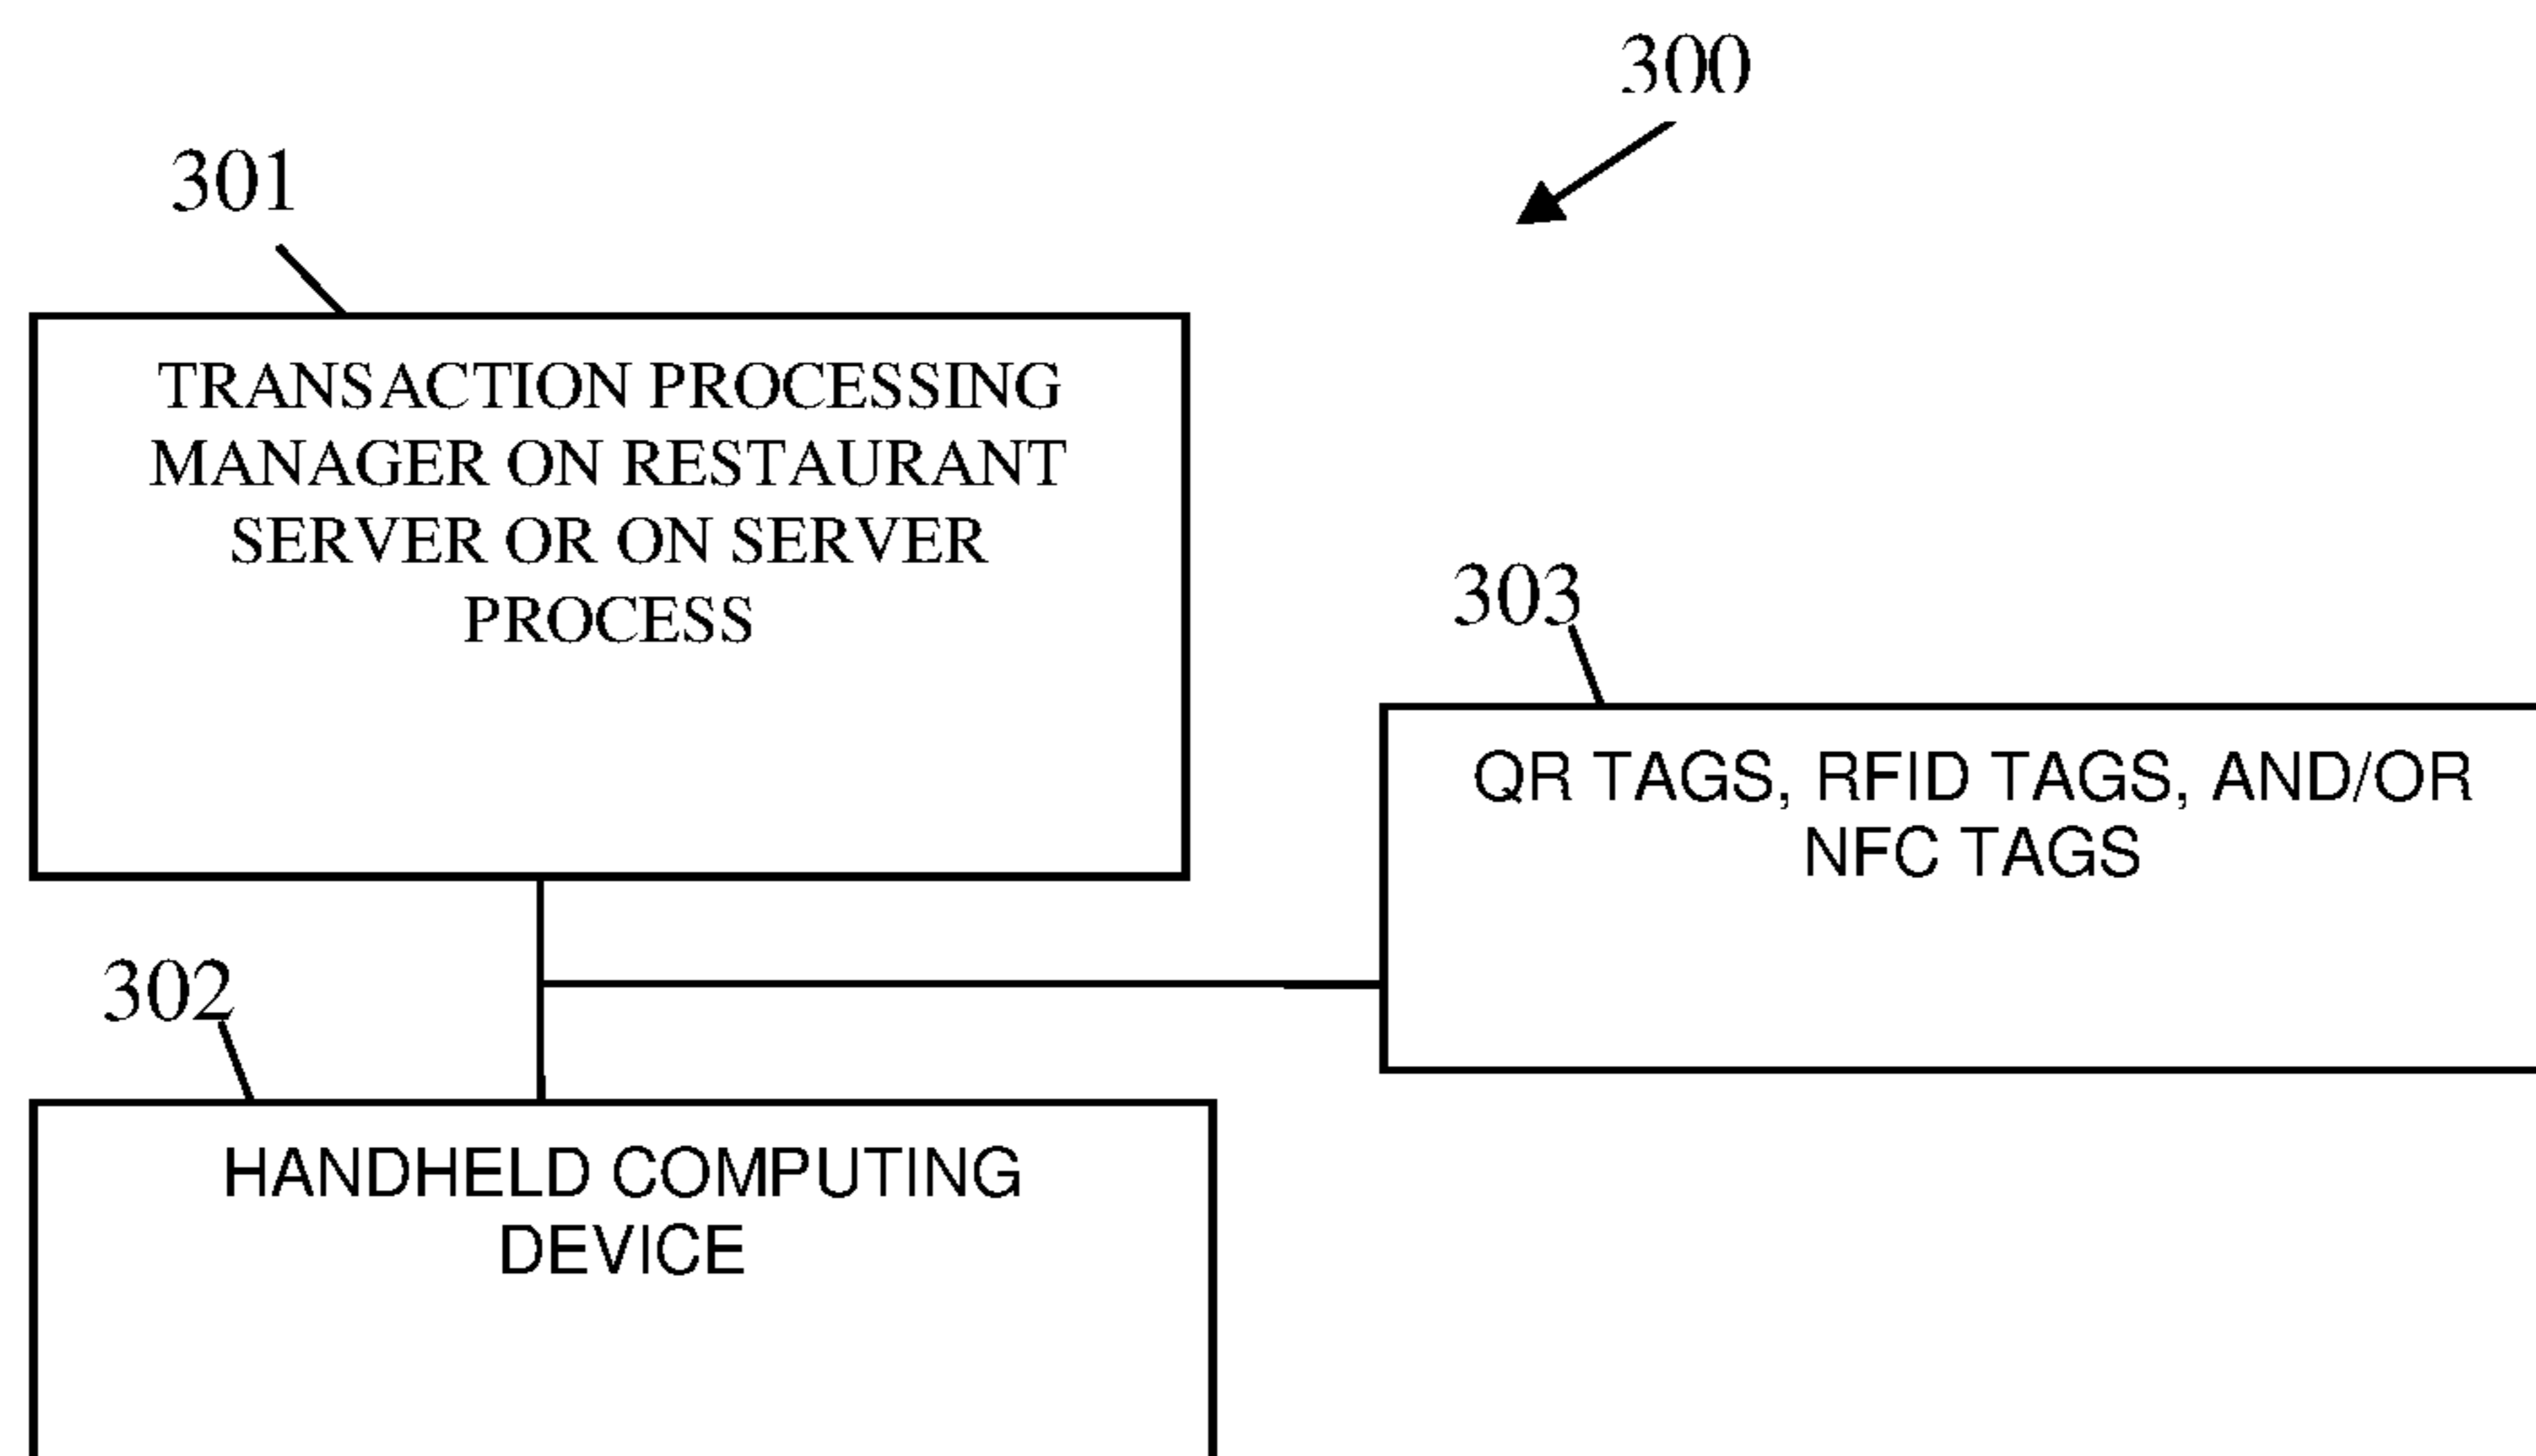 300
301
TRANSACTION PROCESSING
MANAGER ON RESTAURANT
SERVER OR ON SERVER
PROCESS
303
QR TAGS, RFID TAGS, AND/OR
NFC TAGS
302
HANDHELD COMPUTING
DEVICE